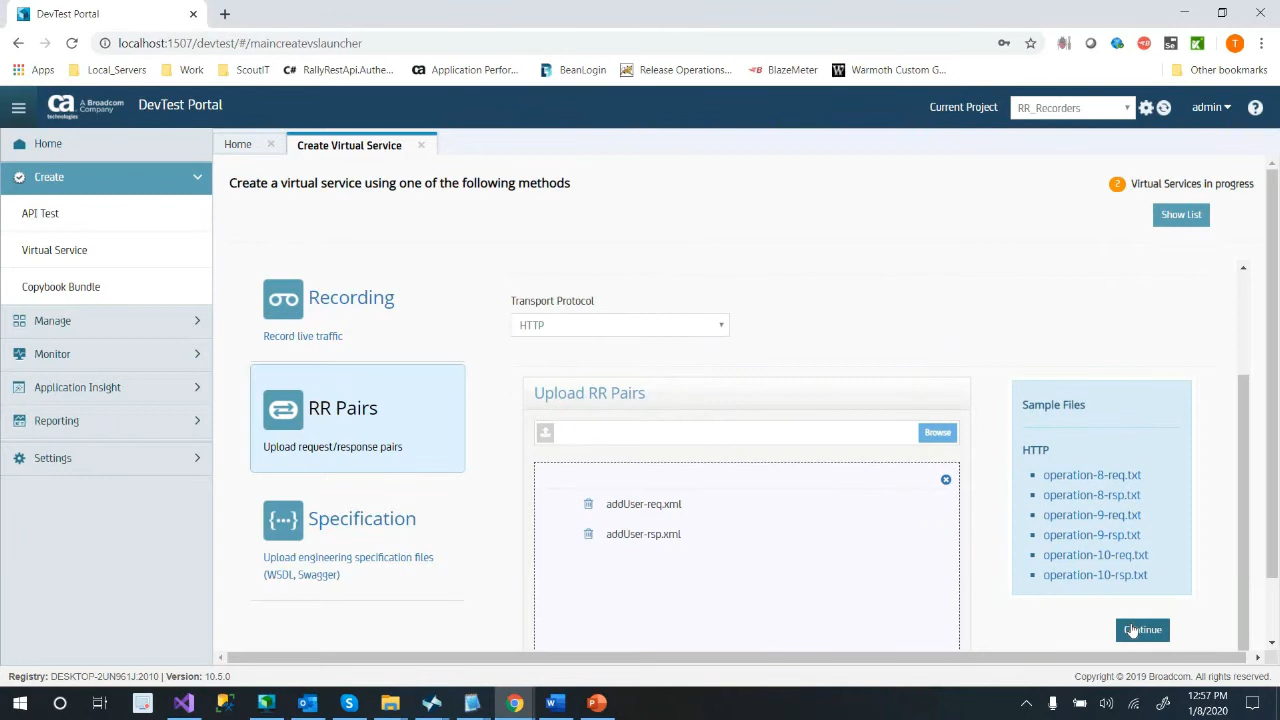 DevTest Portal
localhost:1507/devtest/#/maincreatevslauncher
Apps
Local_Servers
Work
ScoutIT
RallyRestApi.Authe...
Application Perfor...
BeanLogin
Release Operations...
BlazeMeter
Warmoth Custom G...
Other bookmarks
ca
technologies
A Broadcom
Company
DevTest Portal
Current Project
RR_Recorders
admin
Home
Create
API Test
Virtual Service
Copybook Bundle
Manage
Monitor
Application Insight
Reporting
Settings
Home
Create Virtual Service
Create a virtual service using one of the following methods
2 Virtual Services in progress
Show List
Recording
Record live traffic
RR Pairs
Upload request/response pairs
Specification
Upload engineering specification files
(WSDL, Swagger)
Transport Protocol
HTTP
Upload RR Pairs
Browse
addUser-req.xml
addUser-rsp.xml
Sample Files
HTTP
operation-8-req.txt
operation-8-rsp.txt
operation-9-req.txt
operation-9-rsp.txt
operation-10-req.txt
operation-10-rsp.txt
Continue
Registry: DESKTOP-2UN961J:2010 | Version: 10.5.0
Copyright © 2019 Broadcom. All rights reserved.
12:57 PM
1/8/2020